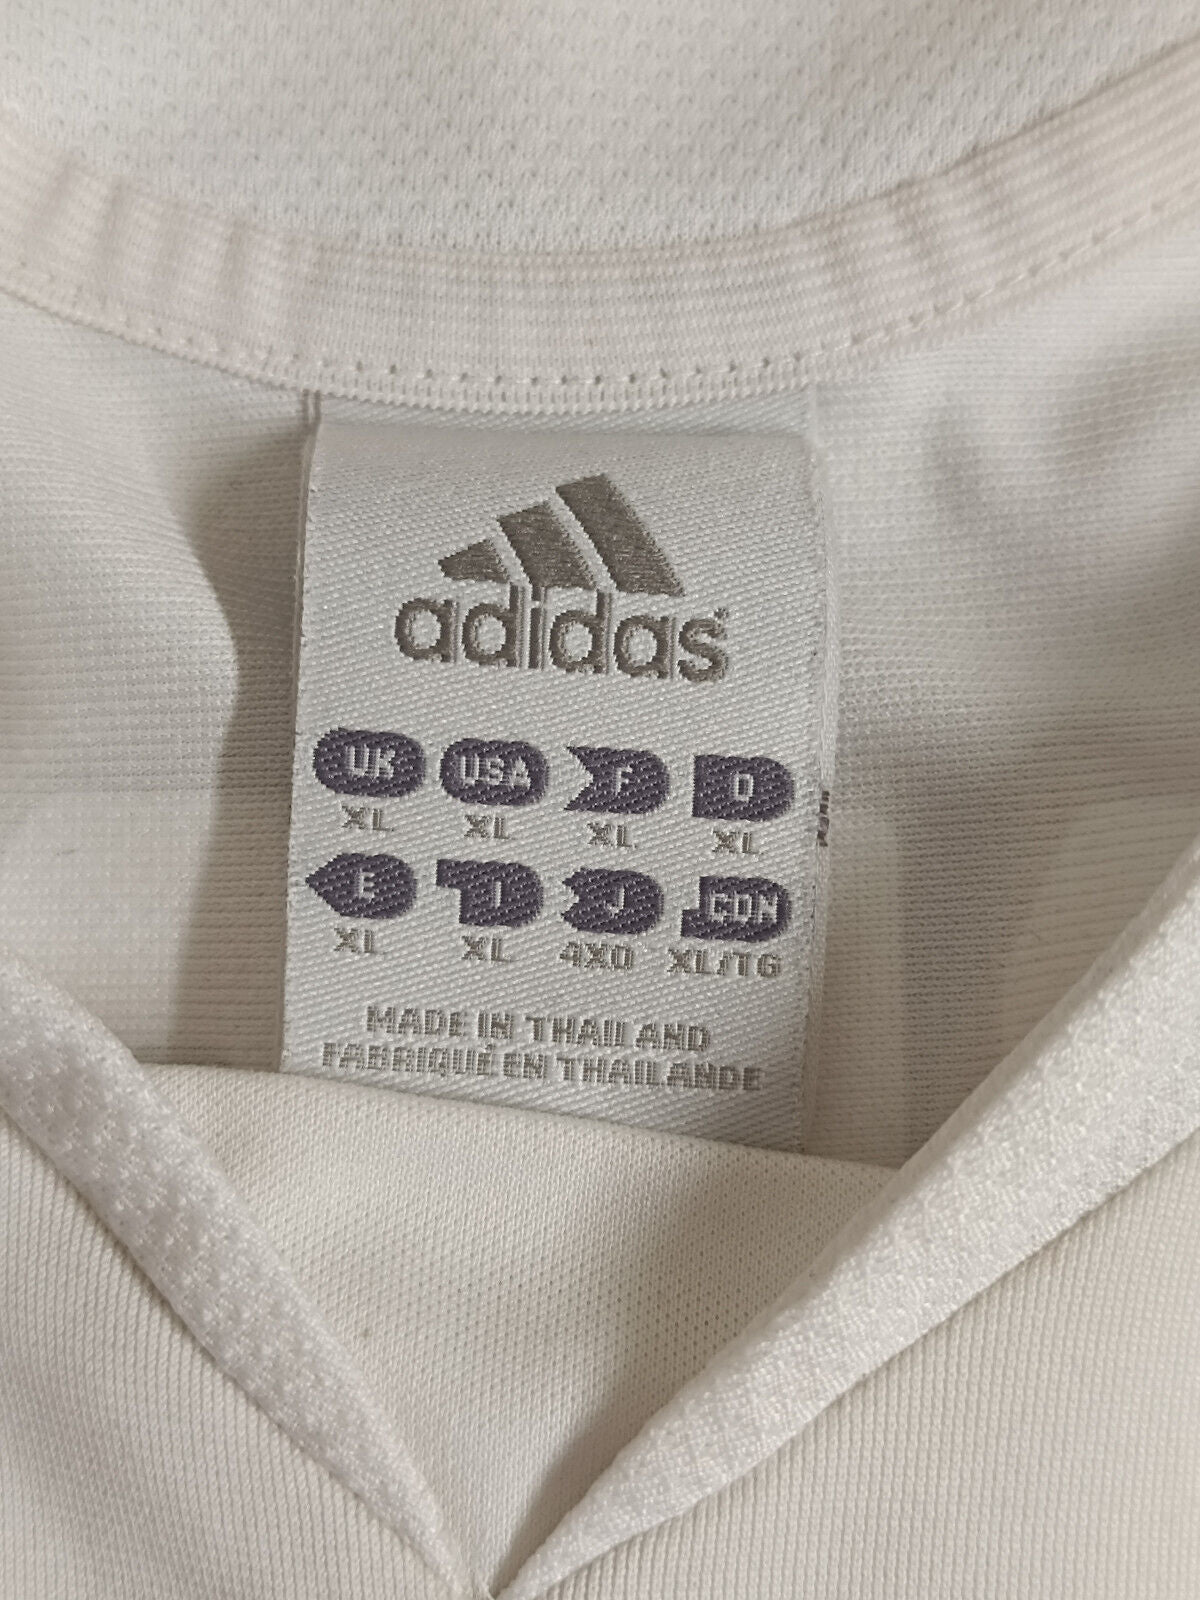 adidas
UK USA F D
XL XL XL XL
E I J CDN
XL XL 4XO XL/TG
MADE IN THAILAND
FABRIQUÉ EN THAILANDE